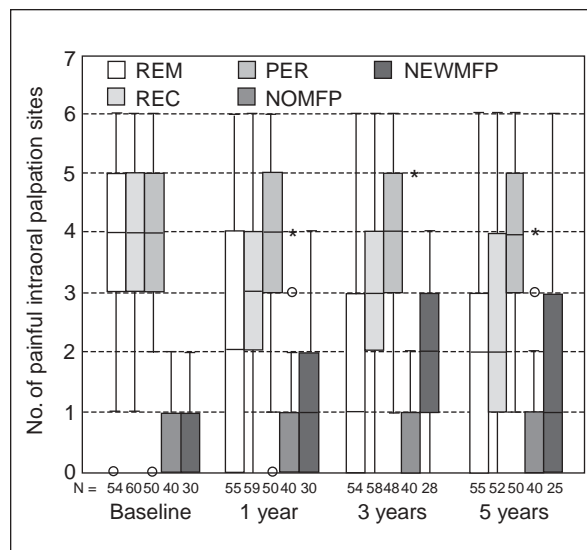 No. of painful intraoral palpation sites
7
6
5
4
3
2
1
0
REM PER NEWMFP
REC NOMFP
N = 54 60 50 40 30 55 59 50 40 30 54 58 48 40 28 55 52 50 40 25
Baseline 1 year 3 years 5 years